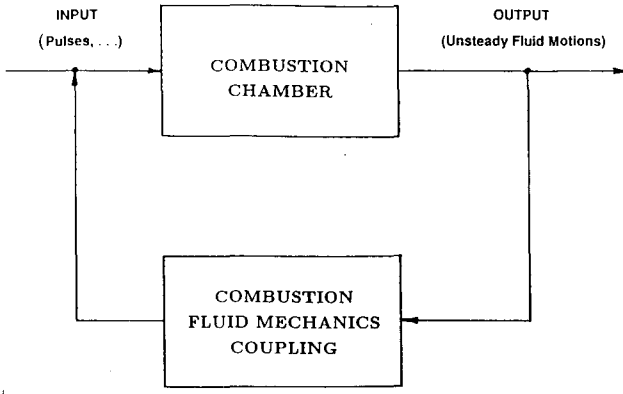 INPUT
(Pulses, ...)
OUTPUT
(Unsteady Fluid Motions)
COMBUSTION
CHAMBER
COMBUSTION
FLUID MECHANICS
COUPLING